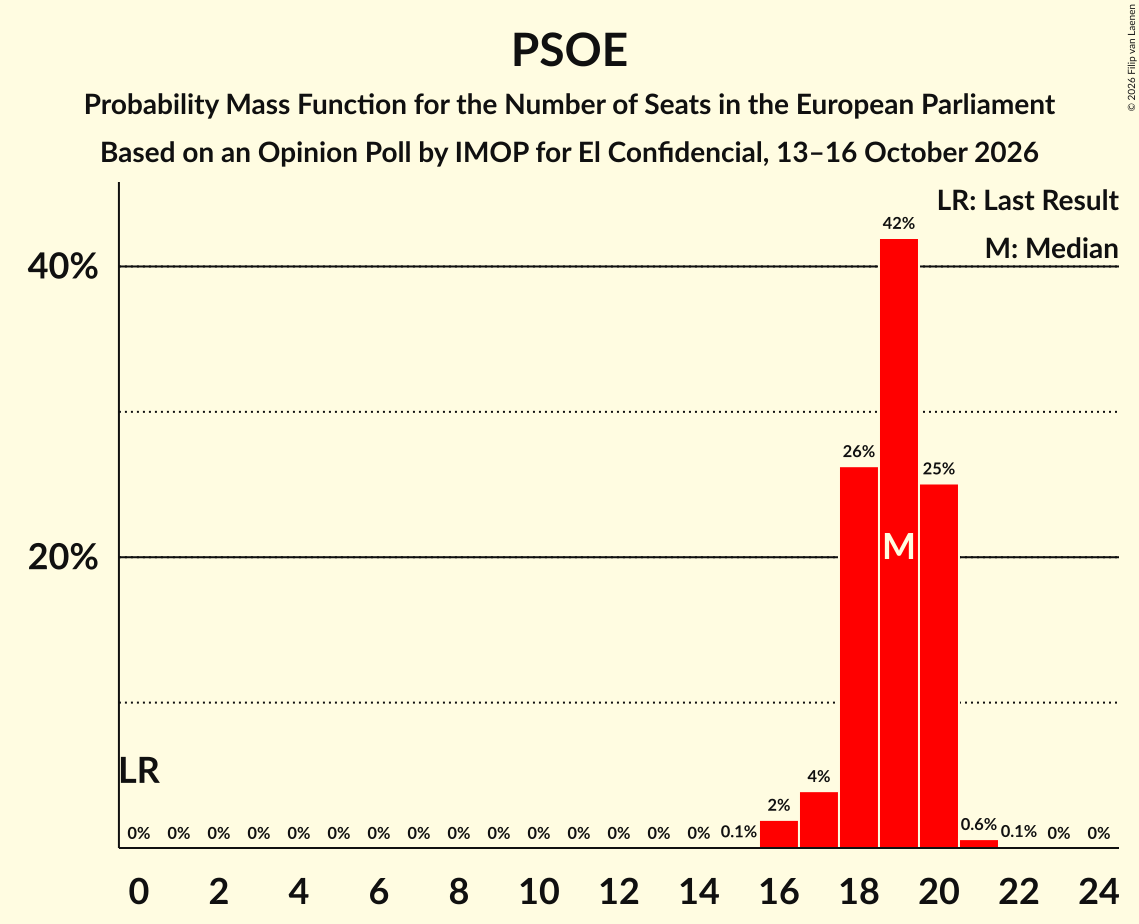 PSOE
Probability Mass Function for the Number of Seats in the European Parliament
Based on an Opinion Poll by IMOP for El Confidencial, 13–16 October 2026
© 2026 Filip van Laenen
LR: Last Result
M: Median
42%
40%
26%
25%
M
20%
LR
4%
2%
0% 0% 0% 0% 0% 0% 0% 0% 0% 0% 0% 0% 0% 0% 0% 0.1% 0.6% 0.1% 0% 0%
0 2 4 6 8 10 12 14 16 18 20 22 24